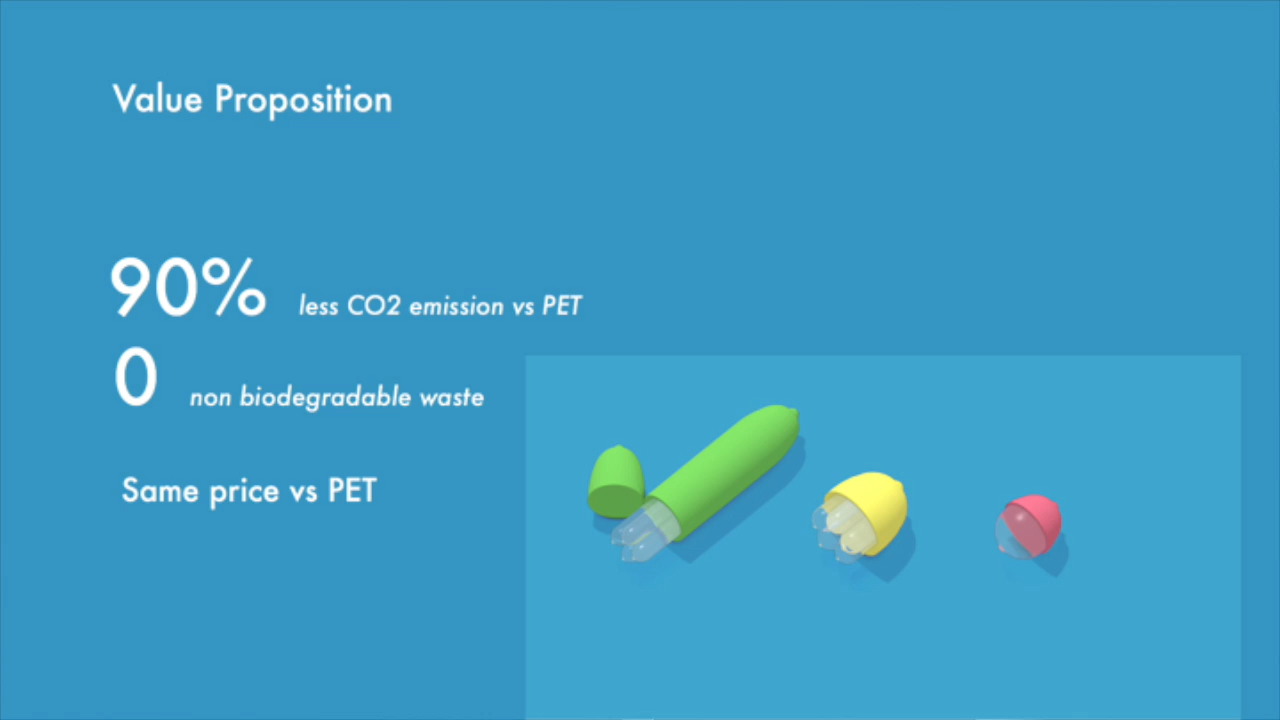 Value Proposition
90% less CO2 emission vs PET
0 non biodegradable waste
Same price vs PET